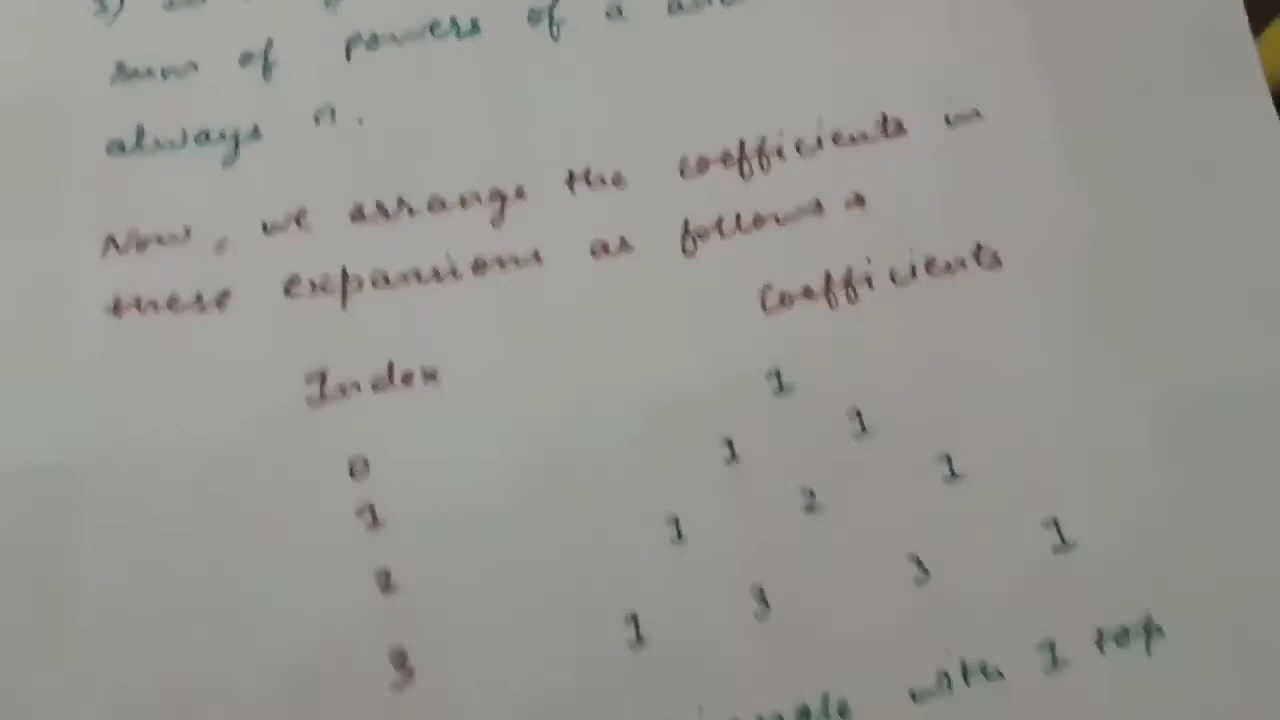 sum of powers of a and
always n.
Now, we arrange the coefficients in
these expansions as follows :
Index Coefficients
0 1
1 1 1
2 1 2 1
3 1 3 3 1
with 1 top